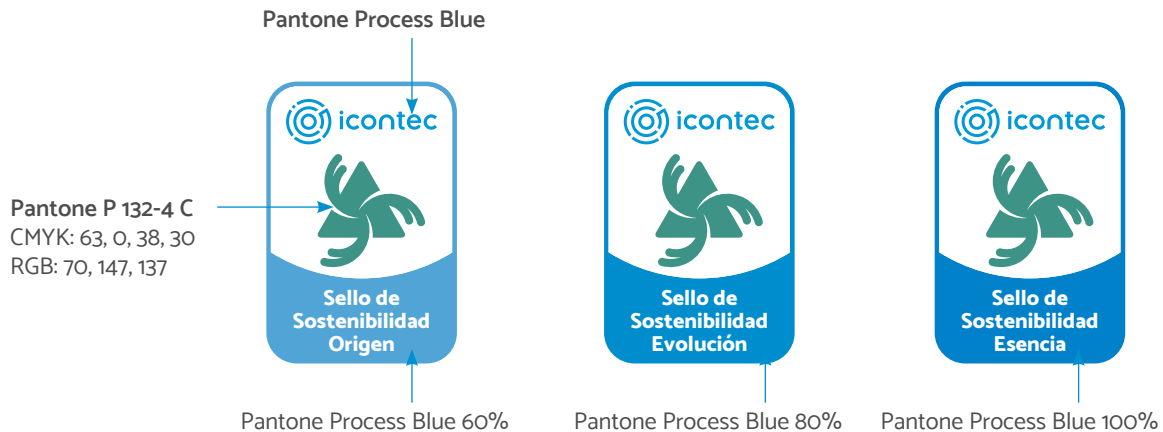 Pantone Process Blue
icontec
icontec
icontec
Pantone P 132-4 C
CMYK: 63, 0, 38, 30
RGB: 70, 147, 137
Sello de
Sostenibilidad
Origen
Sello de
Sostenibilidad
Evolución
Sello de
Sostenibilidad
Esencia
Pantone Process Blue 60%
Pantone Process Blue 80%
Pantone Process Blue 100%